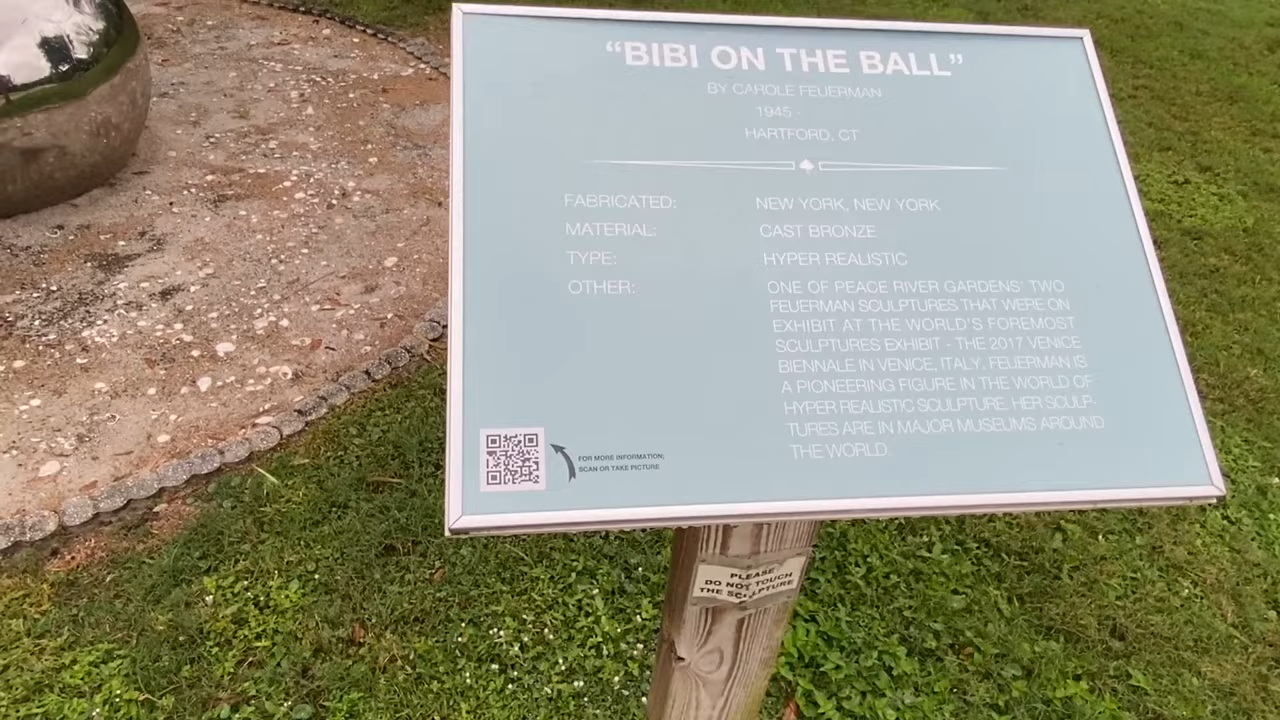 “BIBI ON THE BALL”
BY CAROLE FEUERMAN
1945 -
HARTFORD, CT
FABRICATED: NEW YORK, NEW YORK
MATERIAL: CAST BRONZE
TYPE: HYPER REALISTIC
OTHER: ONE OF PEACE RIVER GARDENS' TWO
FEUERMAN SCULPTURES THAT WERE ON
EXHIBIT AT THE WORLD'S FOREMOST
SCULPTURES EXHIBIT - THE 2017 VENICE
BIENNALE IN VENICE, ITALY. FEUERMAN IS
A PIONEERING FIGURE IN THE WORLD OF
HYPER REALISTIC SCULPTURE. HER SCULP-
TURES ARE IN MAJOR MUSEUMS AROUND
THE WORLD.
FOR MORE INFORMATION;
SCAN OR TAKE PICTURE
PLEASE
DO NOT TOUCH
THE SCULPTURE